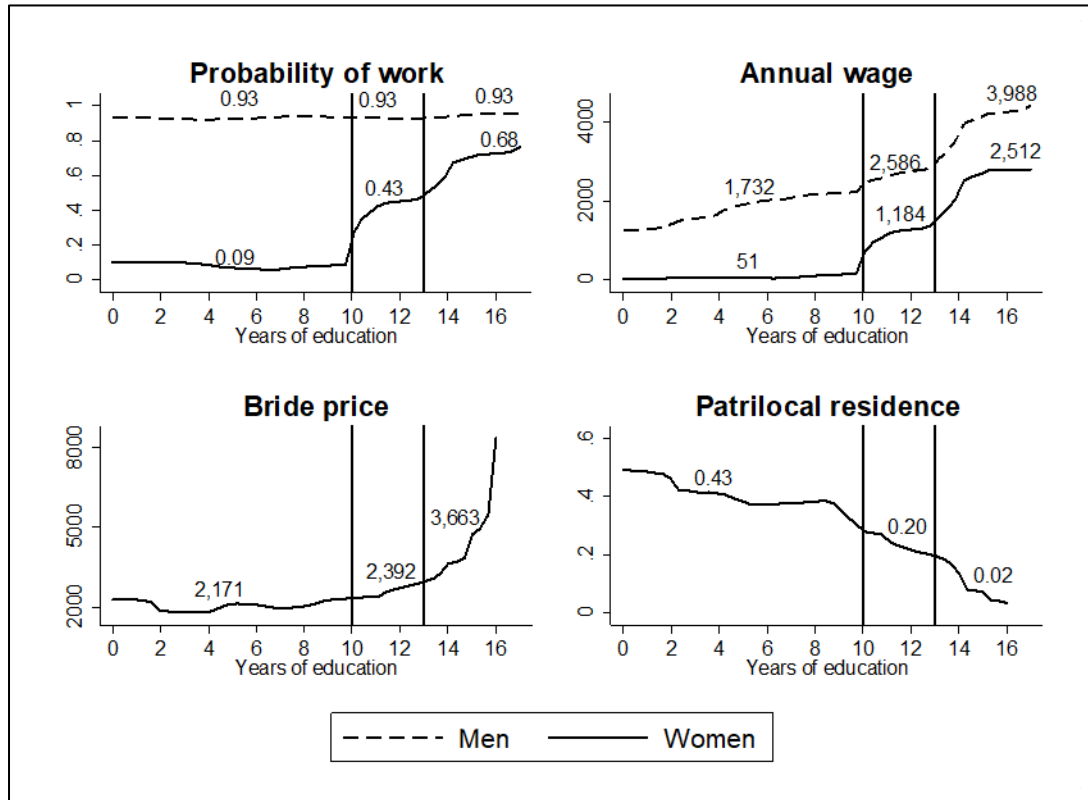 Probability of work
1
.8
.6
.4
.2
0
0.93
0.93
0.93
0.68
0.43
0.09
0 2 4 6 8 10 12 14 16
Years of education
Annual wage
4000
2000
0
3,988
2,586
2,512
1,732
1,184
51
0 2 4 6 8 10 12 14 16
Years of education
Bride price
8000
5000
2000
3,663
2,392
2,171
0 2 4 6 8 10 12 14 16
Years of education
Patrilocal residence
.6
.4
.2
0
0.43
0.20
0.02
0 2 4 6 8 10 12 14 16
Years of education
Men Women